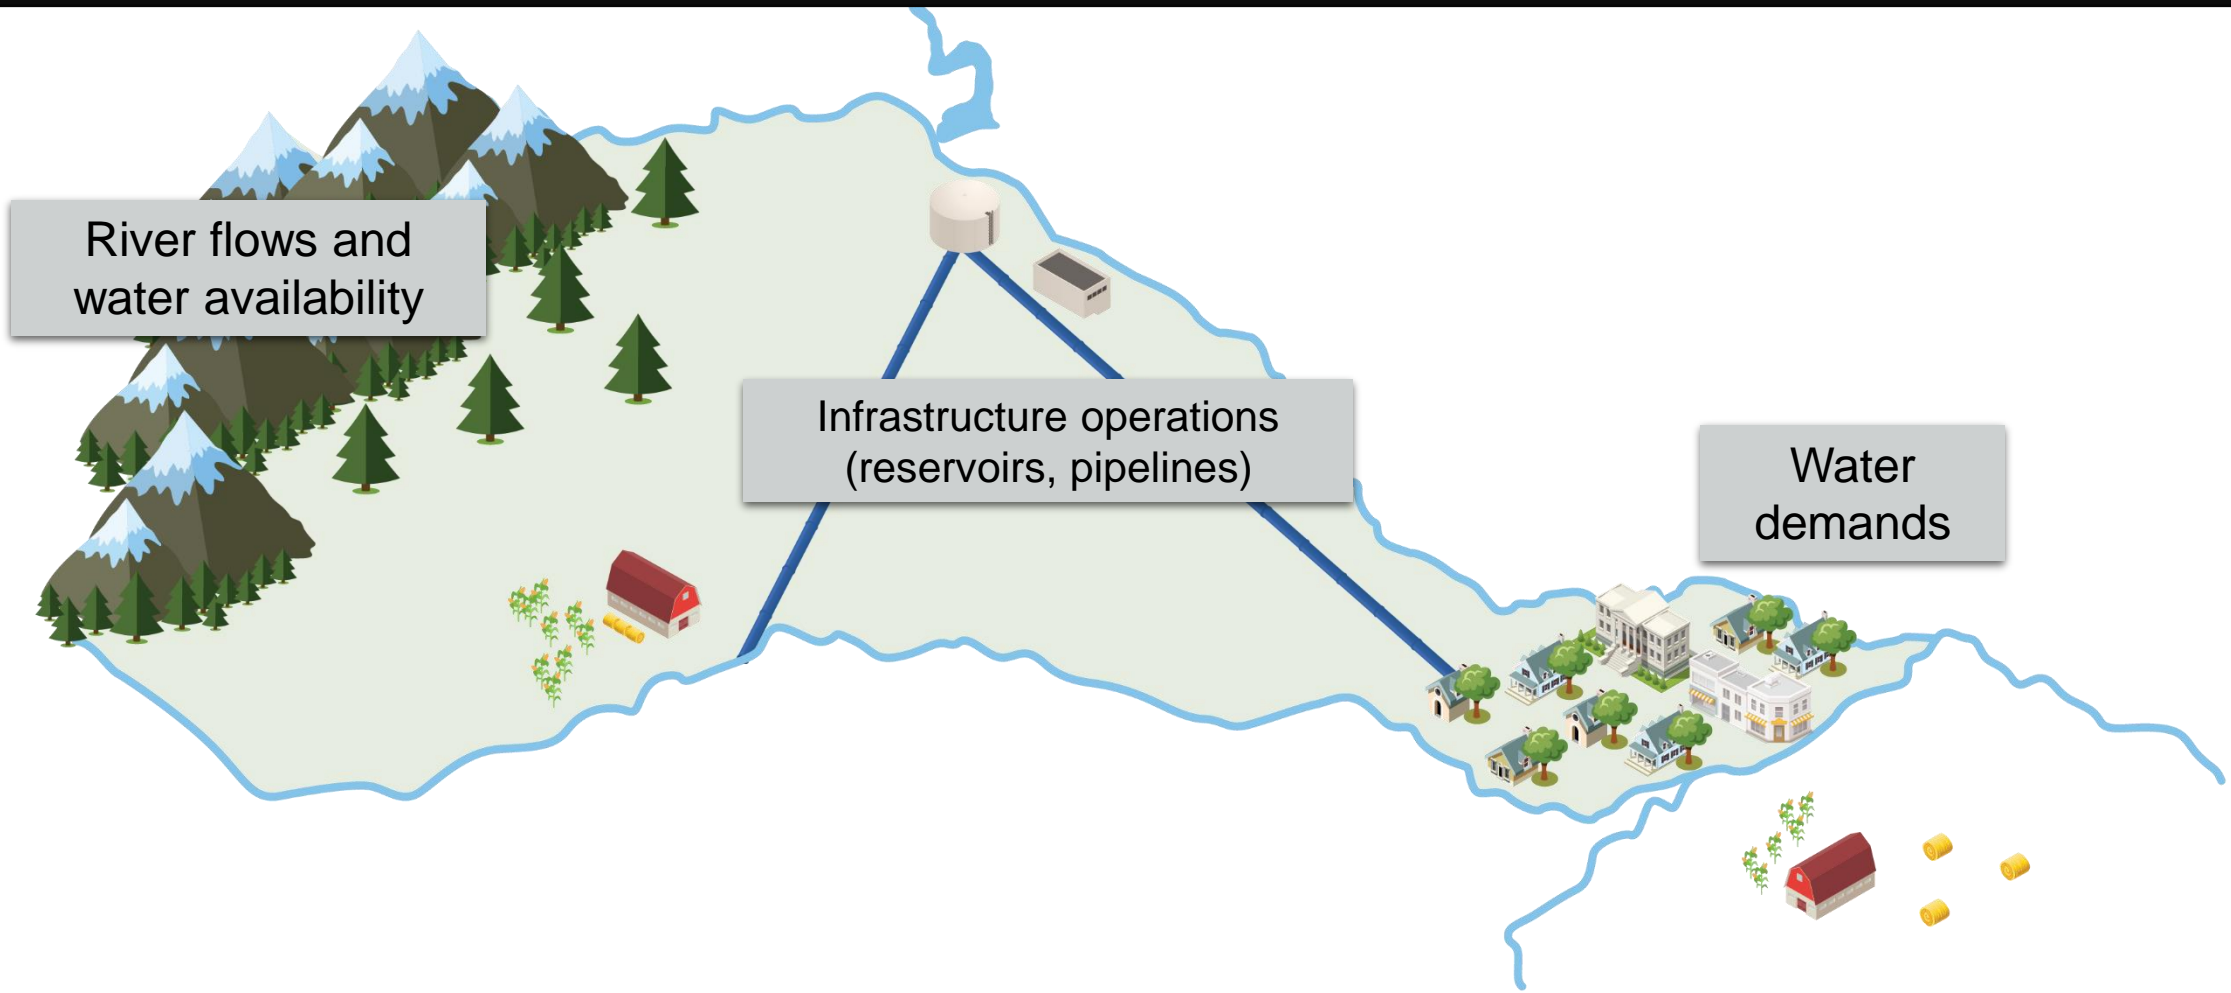 River flows and
water availability
Infrastructure operations
(reservoirs, pipelines)
Water
demands